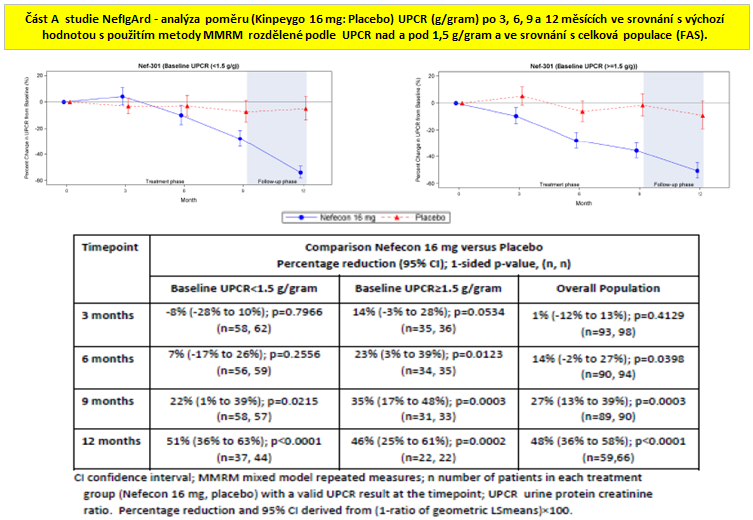 Část A studie NefIgArd - analýza poměru (Kinpeygo 16 mg: Placebo) UPCR (g/gram) po 3, 6, 9 a 12 měsících ve srovnání s výchozí
hodnotou s použitím metody MMRM rozdělené podle UPCR nad a pod 1,5 g/gram a ve srovnání s celková populace (FAS).
Nef-301 (Baseline UPCR (<1.5 g/g)
Percent Change in UPCR from Baseline (%)
20
0
-20
-40
-60
Treatment phase
Follow-up phase
0
3
6
9
12
Month
Nef-301 (Baseline UPCR (>=1.5 g/g))
Percent Change in UPCR from Baseline (%)
20
0
-20
-40
-60
Treatment phase
Follow-up phase
0
3
6
9
12
Month
Nefecon 16 mg
Placebo
Timepoint
Comparison Nefecon 16 mg versus Placebo
Percentage reduction (95% CI); 1-sided p-value, (n, n)
Baseline UPCR<1.5 g/gram
Baseline UPCR≥1.5 g/gram
Overall Population
3 months
-8% (-28% to 10%); p=0.7966
(n=58, 62)
14% (-3% to 28%); p=0.0534
(n=35, 36)
1% (-12% to 13%); p=0.4129
(n=93, 98)
6 months
7% (-17% to 26%); p=0.2556
(n=56, 59)
23% (3% to 39%); p=0.0123
(n=34, 35)
14% (-2% to 27%); p=0.0398
(n=90, 94)
9 months
22% (1% to 39%); p=0.0215
(n=58, 57)
35% (17% to 48%); p=0.0003
(n=31, 33)
27% (13% to 39%); p=0.0003
(n=89, 90)
12 months
51% (36% to 63%); p<0.0001
(n=37, 44)
46% (25% to 61%); p=0.0002
(n=22, 22)
48% (36% to 58%); p<0.0001
(n=59,66)
CI confidence interval; MMRM mixed model repeated measures; n number of patients in each treatment
group (Nefecon 16 mg, placebo) with a valid UPCR result at the timepoint; UPCR urine protein creatinine
ratio. Percentage reduction and 95% CI derived from (1-ratio of geometric LSmeans)×100.